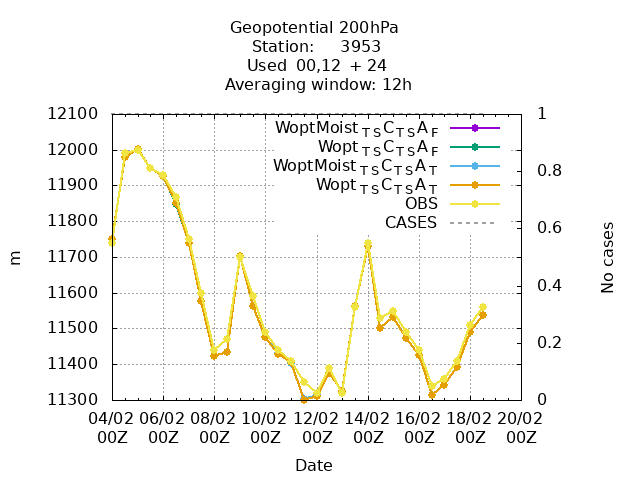 Geopotential 200hPa
Station: 3953
Used 00,12 + 24
Averaging window: 12h
12100
12000
11900
11800
11700
11600
11500
11400
11300
m
1
0.8
0.6
0.4
0.2
0
No cases
WoptMoist TS C TS A F
Wopt TS C TS A F
WoptMoist TS C TS A T
Wopt TS C TS A T
OBS
CASES
04/02 06/02 08/02 10/02 12/02 14/02 16/02 18/02 20/02
00Z 00Z 00Z 00Z 00Z 00Z 00Z 00Z 00Z
Date